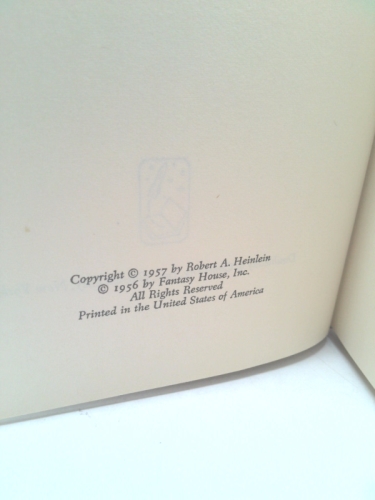 Copyright © 1957 by Robert A. Heinlein
© 1956 by Fantasy House, Inc.
All Rights Reserved
Printed in the United States of America